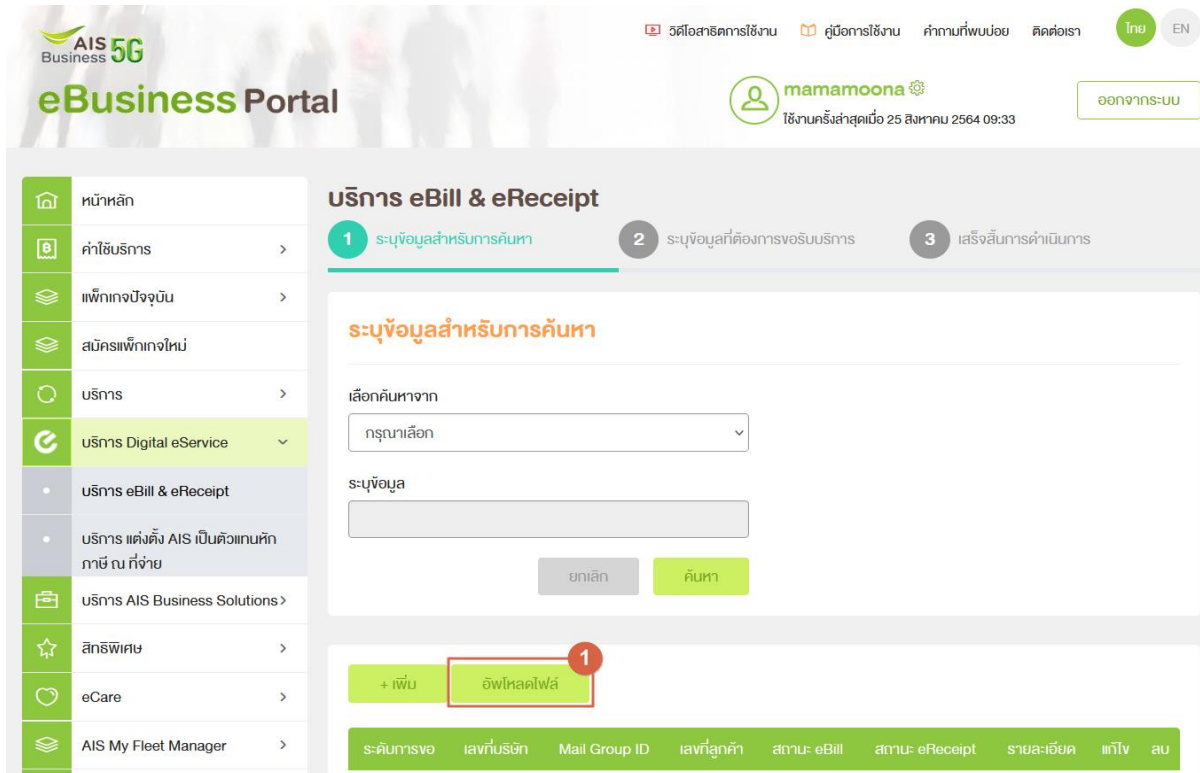 AIS 5G
Business
eBusiness Portal
วิดีโอสาธิตการใช้งาน คู่มือการใช้งาน คำถามที่พบบ่อย ติดต่อเรา ไทย EN
mamamoona
ใช้งานครั้งล่าสุดเมื่อ 25 สิงหาคม 2564 09:33
ออกจากระบบ
หน้าหลัก
ค่าใช้บริการ
แพ็กเกจปัจจุบัน
สมัครแพ็กเกจใหม่
บริการ
บริการ Digital eService
บริการ eBill & eReceipt
บริการ แต่งตั้ง AIS เป็นตัวแทนหัก
ภาษี ณ ที่จ่าย
บริการ AIS Business Solutions
สิทธิพิเศษ
eCare
AIS My Fleet Manager
บริการ eBill & eReceipt
1 ระบุข้อมูลสำหรับการค้นหา 2 ระบุข้อมูลที่ต้องการขอรับบริการ 3 เสร็จสิ้นการดำเนินการ
ระบุข้อมูลสำหรับการค้นหา
เลือกค้นหาจาก
กรุณาเลือก
ระบุข้อมูล
ยกเลิก ค้นหา
1
+ เพิ่ม อัพโหลดไฟล์
ระดับการขอ เลขที่บริษัท Mail Group ID เลขที่ลูกค้า สถานะ eBill สถานะ eReceipt รายละเอียด แก้ไข ลบ